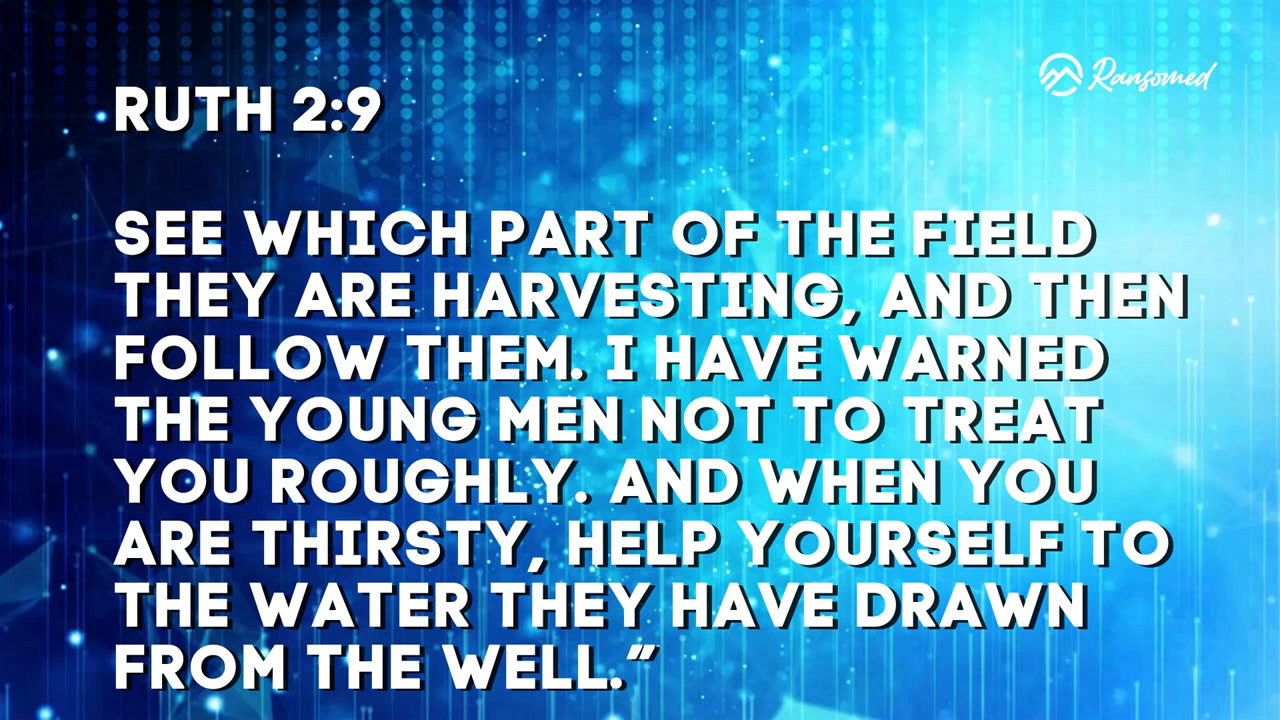 Ransomed
RUTH 2:9
SEE WHICH PART OF THE FIELD
THEY ARE HARVESTING, AND THEN
FOLLOW THEM. I HAVE WARNED
THE YOUNG MEN NOT TO TREAT
YOU ROUGHLY. AND WHEN YOU
ARE THIRSTY, HELP YOURSELF TO
THE WATER THEY HAVE DRAWN
FROM THE WELL.”